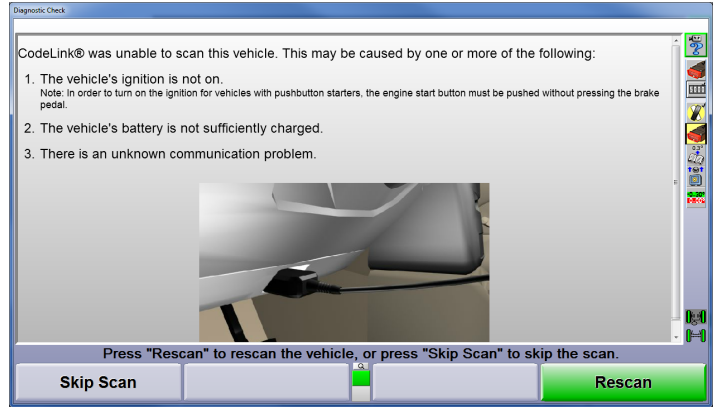 Diagnostic Check
CodeLink® was unable to scan this vehicle. This may be caused by one or more of the following:
1. The vehicle's ignition is not on.
Note: In order to turn on the ignition for vehicles with pushbutton starters, the engine start button must be pushed without pressing the brake
pedal.
2. The vehicle's battery is not sufficiently charged.
3. There is an unknown communication problem.
Press "Rescan" to rescan the vehicle, or press "Skip Scan" to skip the scan.
Skip Scan
Rescan